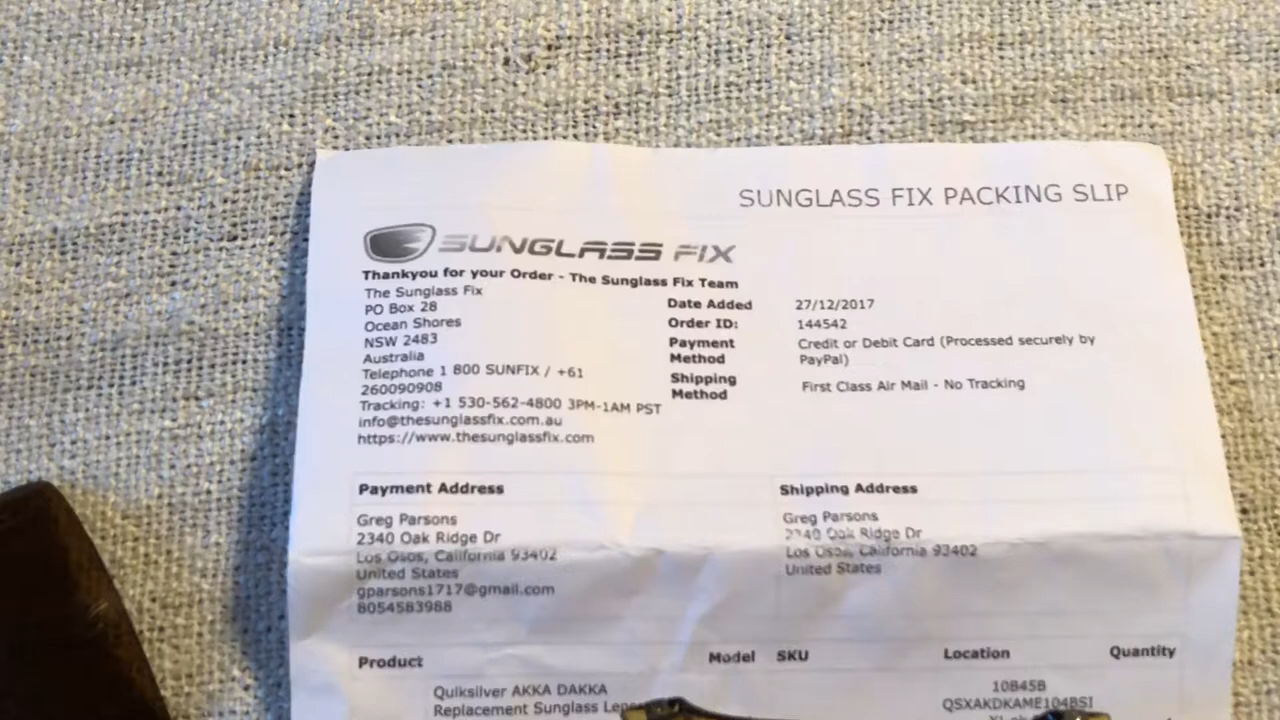 SUNGLASS FIX PACKING SLIP
SUNGLASS FIX
Thankyou for your Order - The Sunglass Fix Team
The Sunglass Fix
PO Box 28
Ocean Shores
NSW 2483
Australia
Telephone 1 800 SUNFIX / +61
260090908
Tracking: +1 530-562-4800 3PM-1AM PST
info@thesunglassfix.com.au
https://www.thesunglassfix.com
Date Added 27/12/2017
Order ID: 144542
Payment Method Credit or Debit Card (Processed securely by
PayPal)
Shipping Method First Class Air Mail - No Tracking
Payment Address
Greg Parsons
2340 Oak Ridge Dr
Los Osos, California 93402
United States
gparsons1717@gmail.com
8054583988
Shipping Address
Greg Parsons
2340 Oak Ridge Dr
Los Osos, California 93402
United States
Product Model SKU Location Quantity
Quiksilver AKKA DAKKA
Replacement Sunglass
10B45B
QSXAKDKAME104BSI